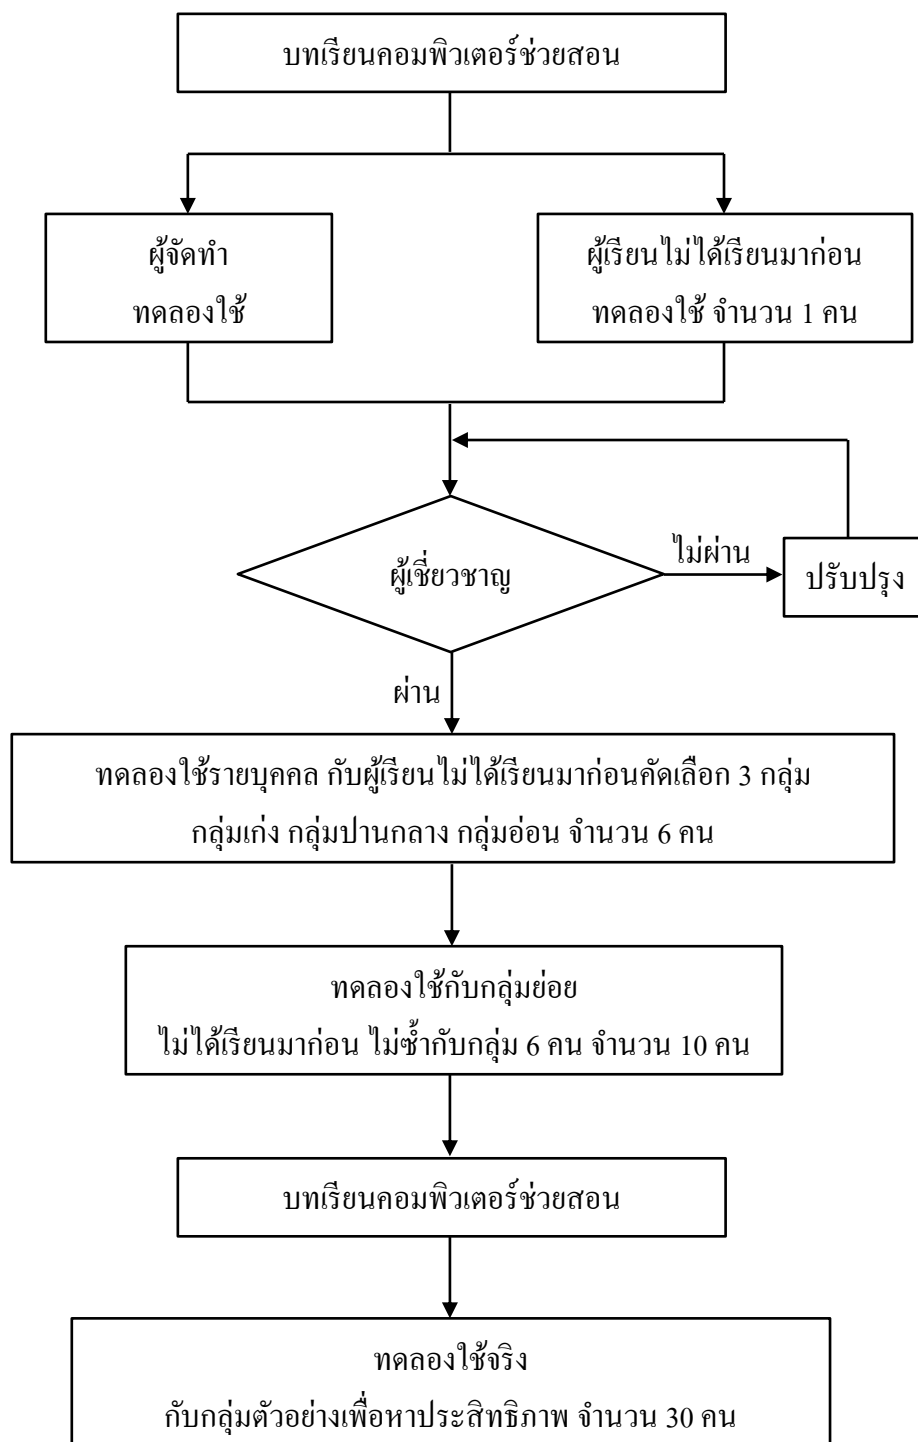 บทเรียนคอมพิวเตอร์ช่วยสอน
ผู้จัดทำ
ทดลองใช้
ผู้เรียนไม่ได้เรียนมาก่อน
ทดลองใช้ จำนวน 1 คน
ผู้เชี่ยวชาญ
ไม่ผ่าน
ปรับปรุง
ผ่าน
ทดลองใช้รายบุคคล กับผู้เรียนไม่ได้เรียนมาก่อนคัดเลือก 3 กลุ่ม
กลุ่มเก่ง กลุ่มปานกลาง กลุ่มอ่อน จำนวน 6 คน
ทดลองใช้กับกลุ่มย่อย
ไม่ได้เรียนมาก่อน ไม่ซ้ำกับกลุ่ม 6 คน จำนวน 10 คน
บทเรียนคอมพิวเตอร์ช่วยสอน
ทดลองใช้จริง
กับกลุ่มตัวอย่างเพื่อหาประสิทธิภาพ จำนวน 30 คน